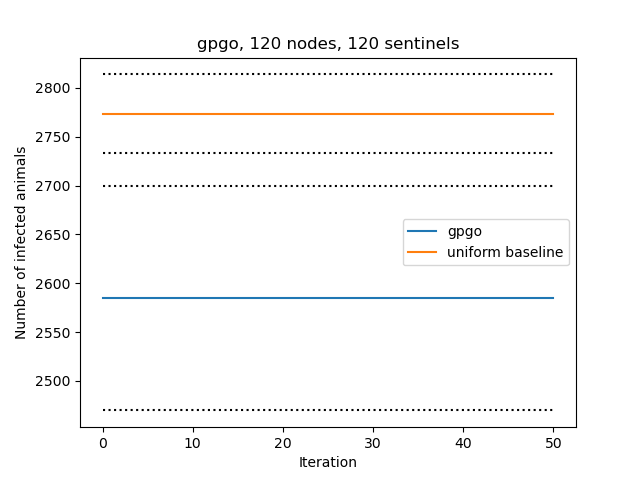 gpgo, 120 nodes, 120 sentinels
2800
2750
2700
2650
2600
2550
2500
Number of infected animals
gpgo
uniform baseline
0 10 20 30 40 50
Iteration